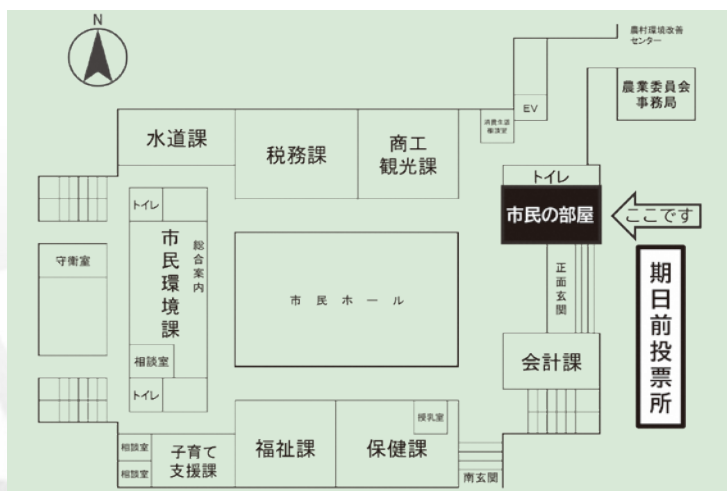 N
農村環境改善
センター
農業委員会
事務局
EV
消費生活
相談室
水道課
税務課
商工
観光課
トイレ
市民の部屋
ここです
トイレ
総合案内
市民環境課
守衛室
市民ホール
正面玄関
期日前投票所
相談室
会計課
トイレ
授乳室
相談室
子育て
支援課
福祉課
保健課
相談室
南玄関